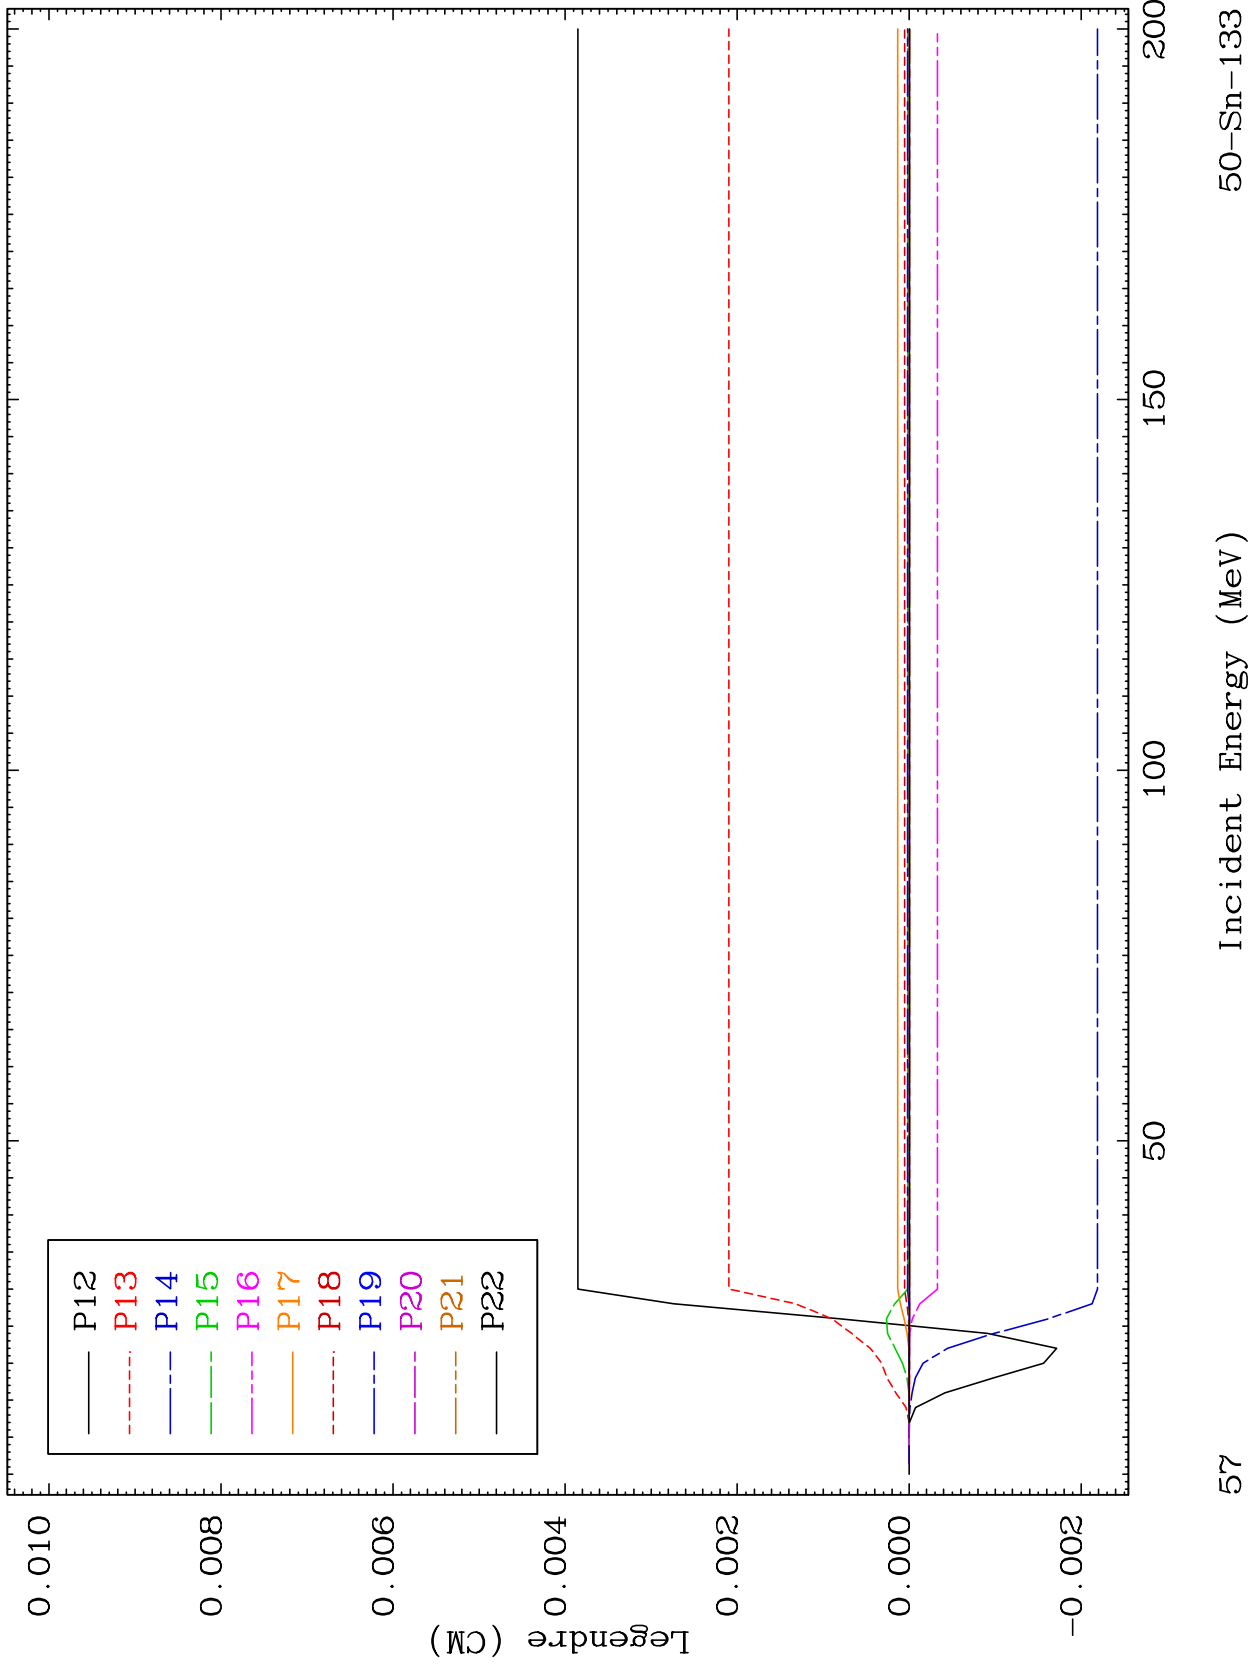 0.010
0.008
0.006
0.004
0.002
0.000
-0.002
Legendre (CM)
P12
P13
P14
P15
P16
P17
P18
P19
P20
P21
P22
50
100
150
200
57
Incident Energy (MeV)
50-Sn-133